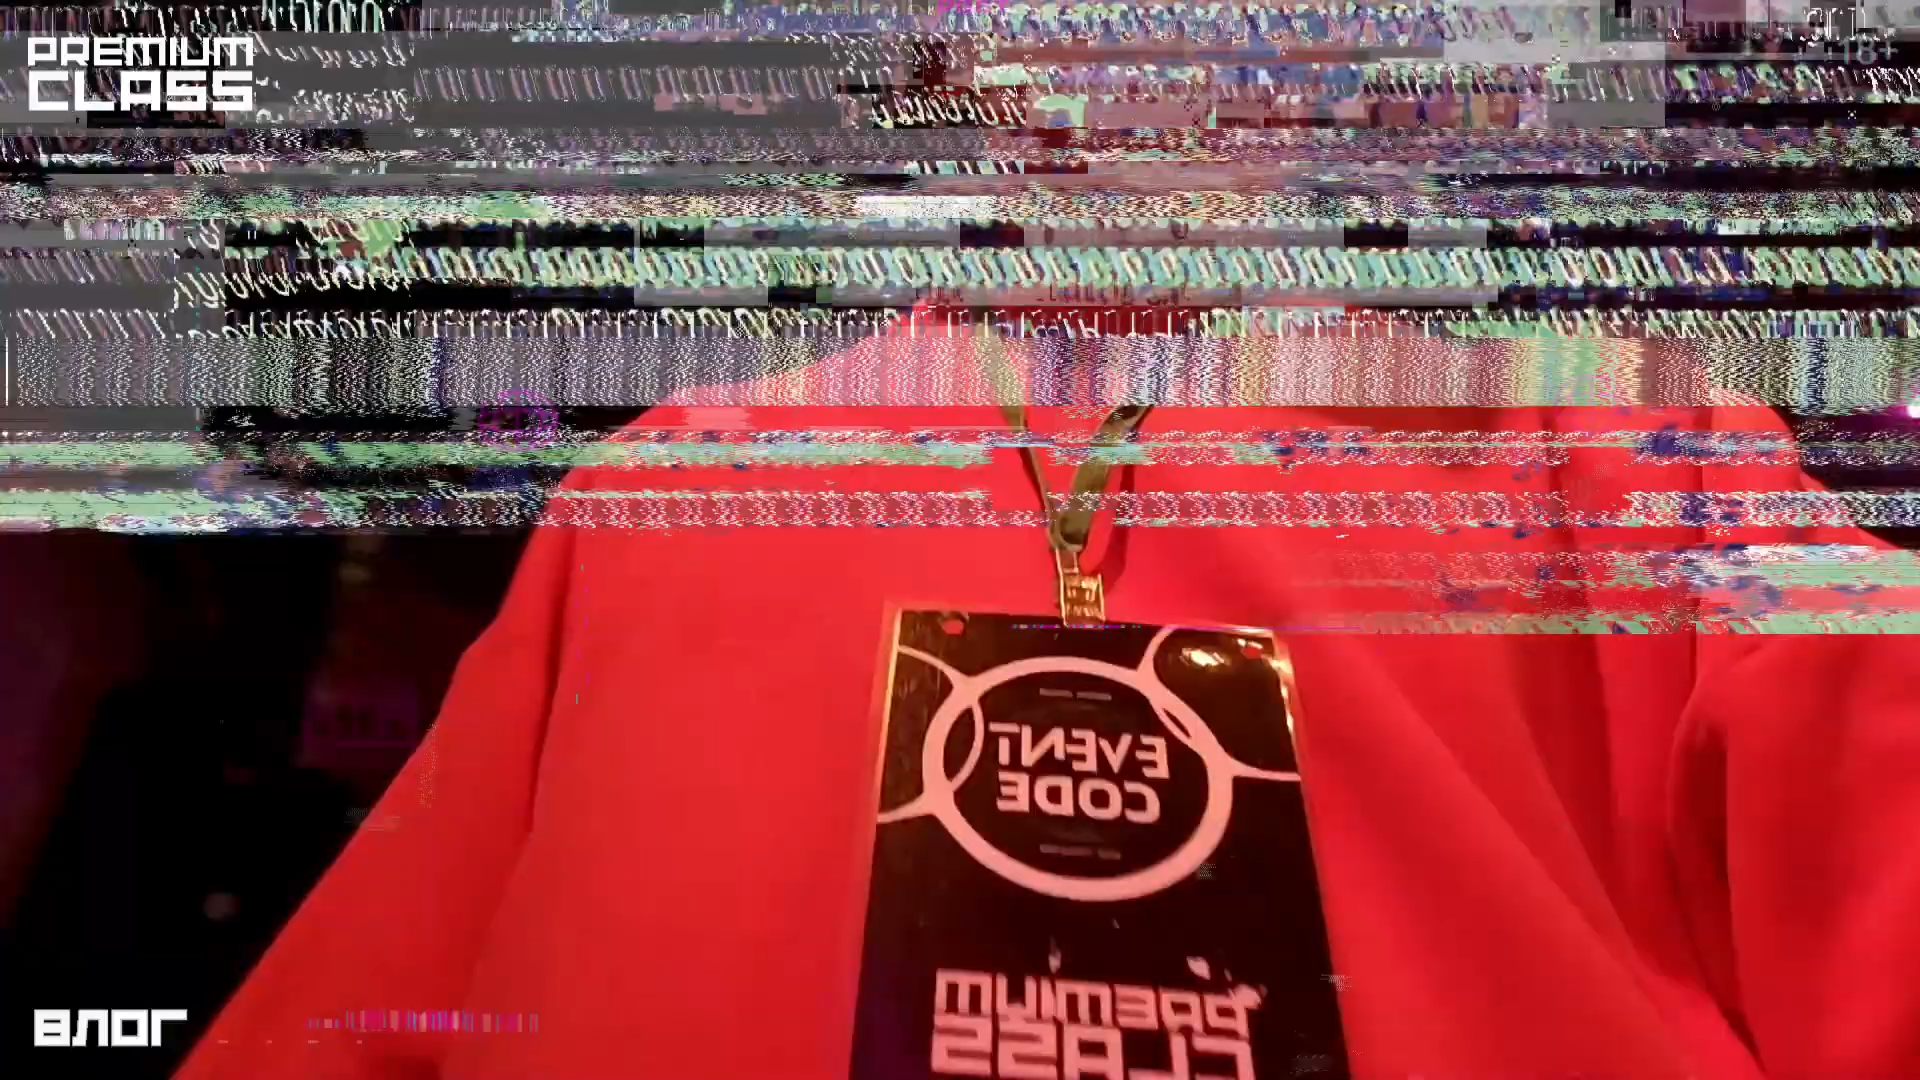 PREMIUM
CLASS
18+
EVENT
CODE
PREMIUM
CLASS
ВЛОГ